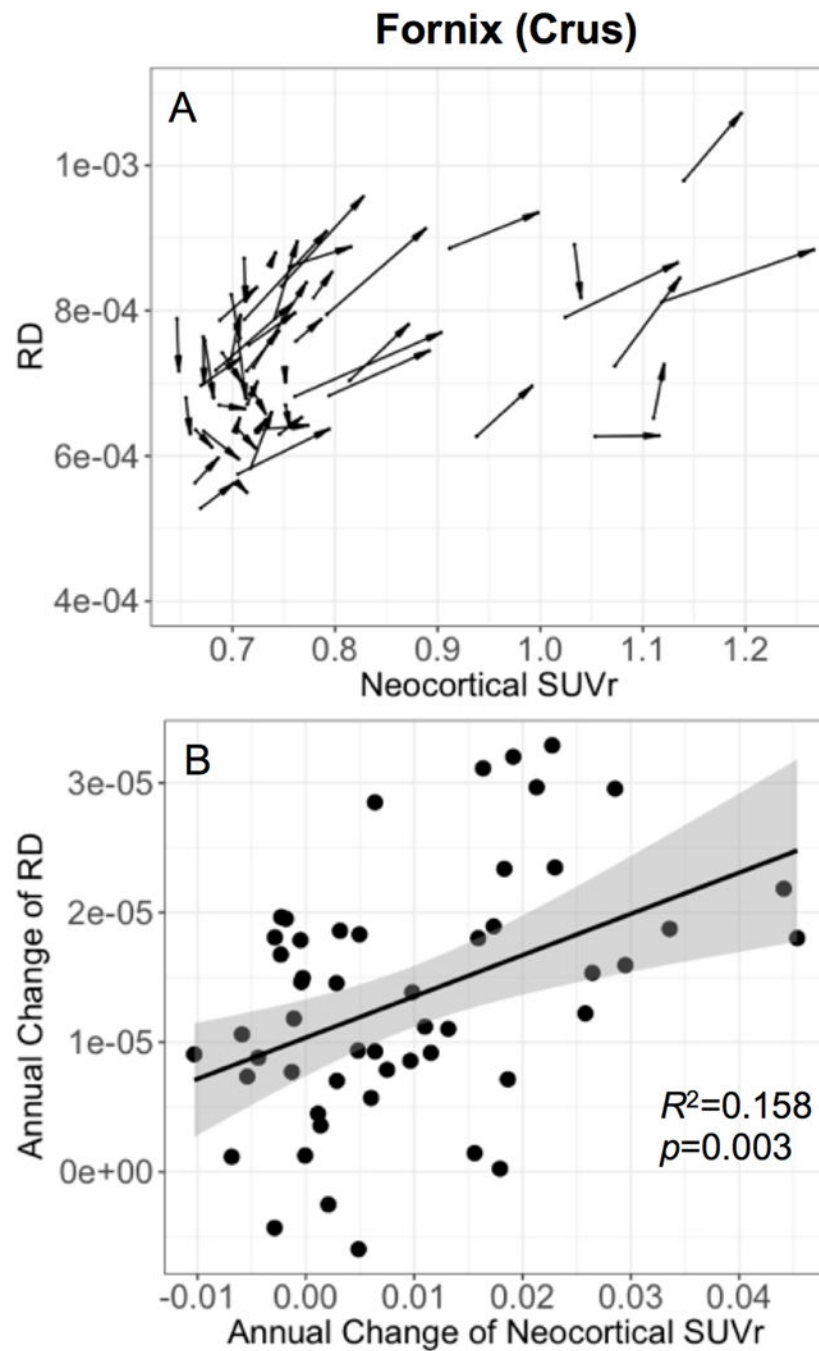 Fornix (Crus)
A
1e-03
8e-04
6e-04
4e-04
RD
0.7 0.8 0.9 1.0 1.1 1.2
Neocortical SUVr
B
3e-05
2e-05
1e-05
0e+00
Annual Change of RD
R²=0.158
p=0.003
-0.01 0.00 0.01 0.02 0.03 0.04
Annual Change of Neocortical SUVr